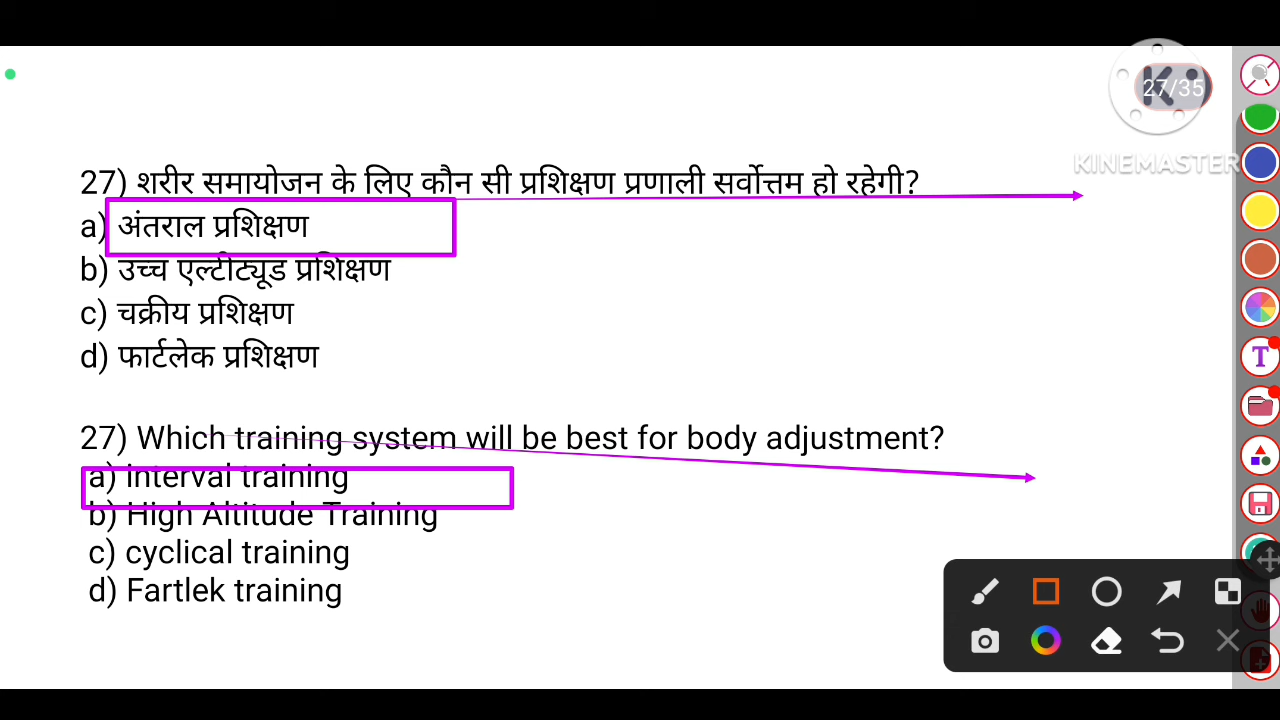 27/35
KINEMASTER
27) शरीर समायोजन के लिए कौन सी प्रशिक्षण प्रणाली सर्वोत्तम हो रहेगी?
a) अंतराल प्रशिक्षण
b) उच्च एल्टीट्यूड प्रशिक्षण
c) चक्रीय प्रशिक्षण
d) फार्टलेक प्रशिक्षण
27) Which training system will be best for body adjustment?
a) interval training
b) High Altitude Training
c) cyclical training
d) Fartlek training